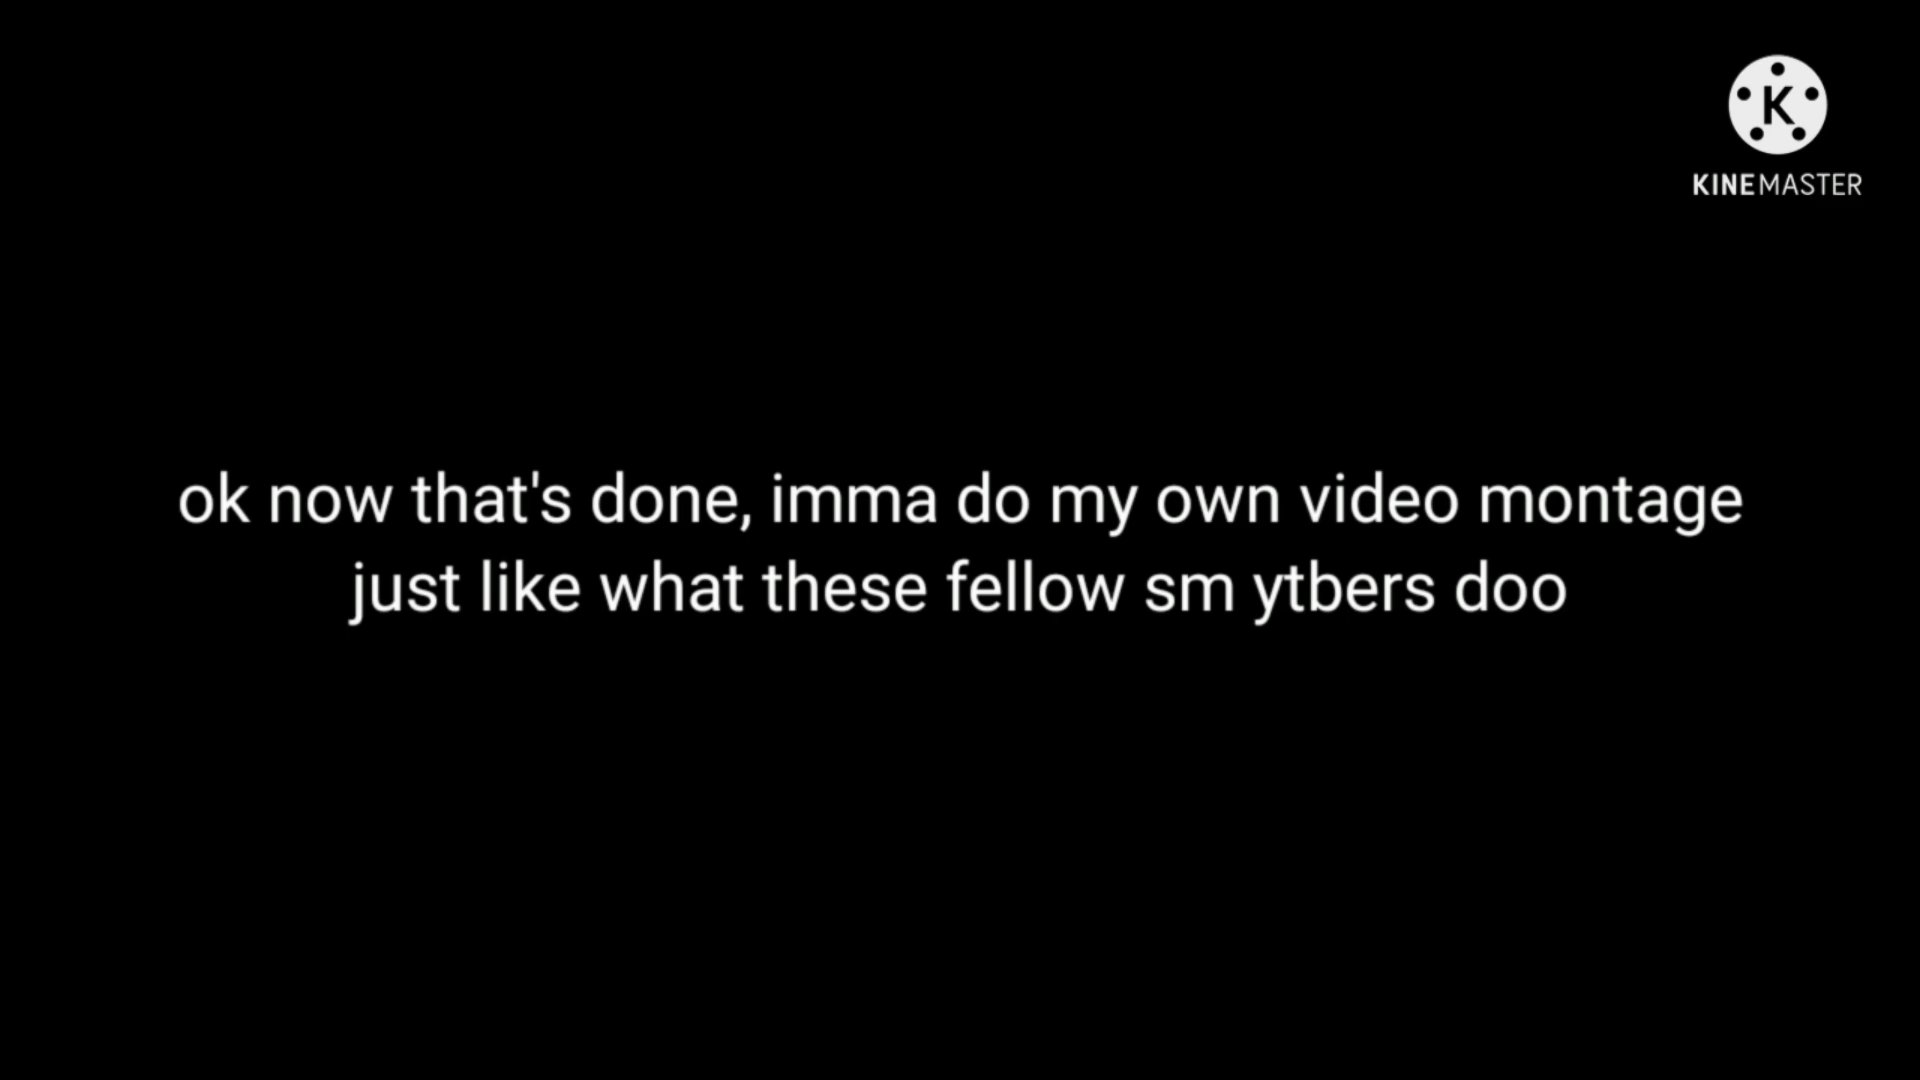 K
KINEMASTER
ok now that's done, imma do my own video montage
just like what these fellow sm ytbers doo